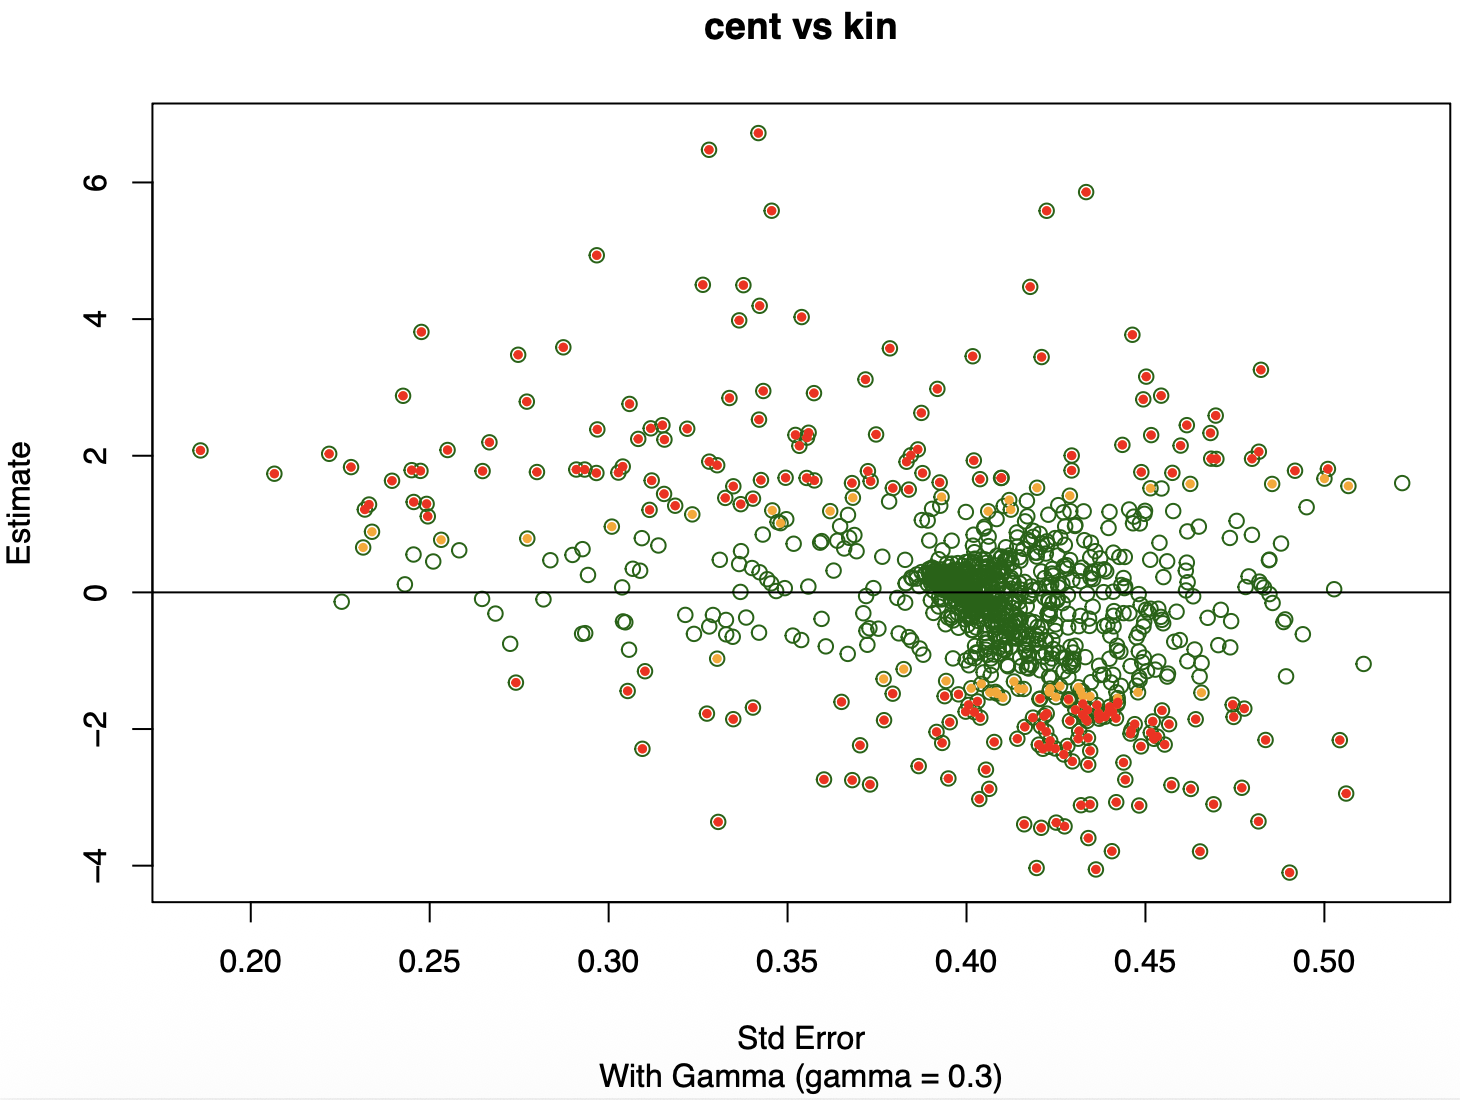 cent vs kin
Estimate
6
4
2
0
−2
−4
0.20 0.25 0.30 0.35 0.40 0.45 0.50
Std Error
With Gamma (gamma = 0.3)